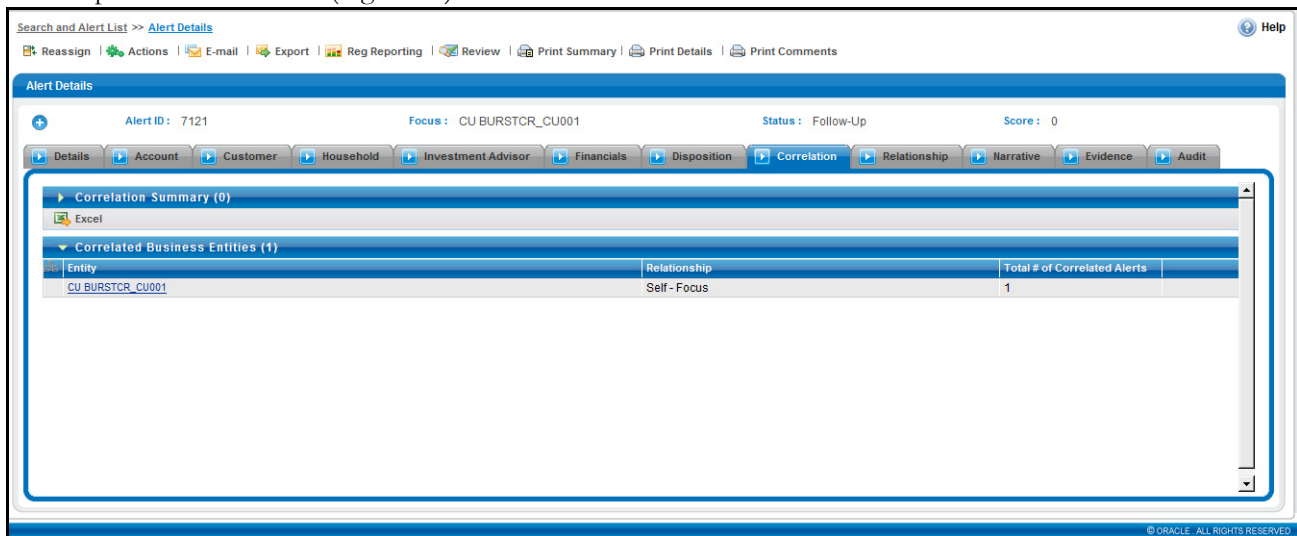 Search and Alert List >> Alert Details
Help
Reassign | Actions | E-mail | Export | Reg Reporting | Review | Print Summary | Print Details | Print Comments
Alert Details
Alert ID : 7121 Focus : CU BURSTCR_CU001 Status : Follow-Up Score : 0
Details Account Customer Household Investment Advisor Financials Disposition Correlation Relationship Narrative Evidence Audit
Correlation Summary (0)
Excel
Correlated Business Entities (1)
Entity Relationship Total # of Correlated Alerts
CU BURSTCR_CU001 Self - Focus 1
© ORACLE . ALL RIGHTS RESERVED